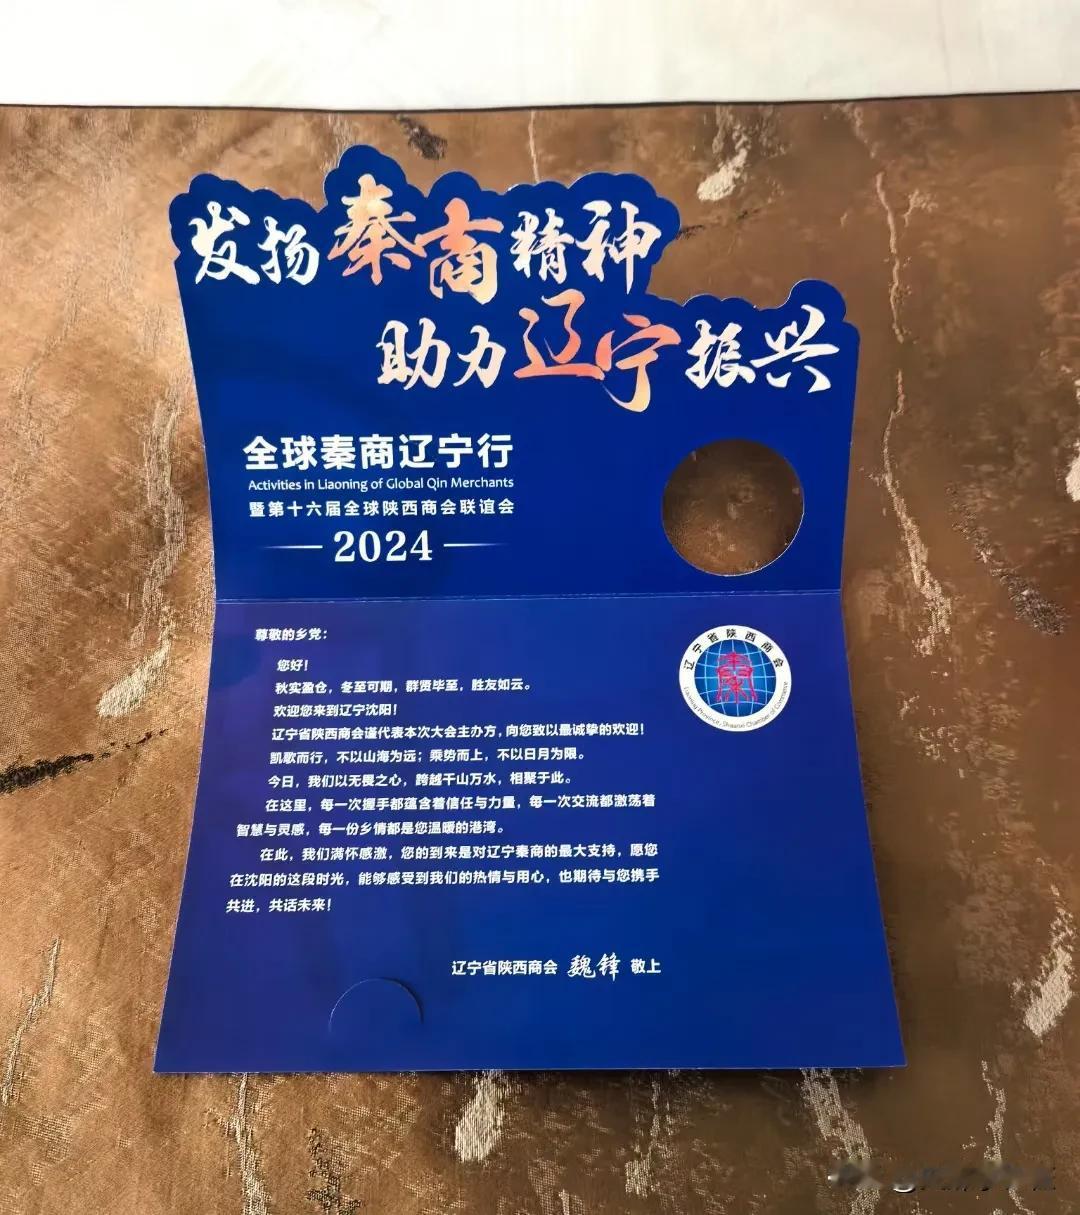 发扬秦商精神
助力辽宁振兴
全球秦商辽宁行
Activities in Liaoning of Global Qin Merchants
暨第十六届全球陕西商会联谊会
2024
尊敬的乡党：
辽宁省陕西商会
Liaoning Province, Shaanxi Chamber of Commerce
您好！
秋实盈仓，冬至可期，群贤毕至，胜友如云。
欢迎您来到辽宁沈阳！
辽宁省陕西商会谨代表本次大会主办方，向您致以最诚挚的欢迎！
凯歌而行，不以山海为远；乘势而上，不以日月为限。
今日，我们以无畏之心，跨越千山万水，相聚于此。
在这里，每一次握手都蕴含着信任与力量，每一次交流都激荡着
智慧与灵感，每一份乡情都是您温暖的港湾。
在此，我们满怀感激，您的到来是对辽宁秦商的最大支持，愿您
在沈阳的这段时光，能够感受到我们的热情与用心，也期待与您携手
共进，共话未来！
辽宁省陕西商会 魏锋 敬上